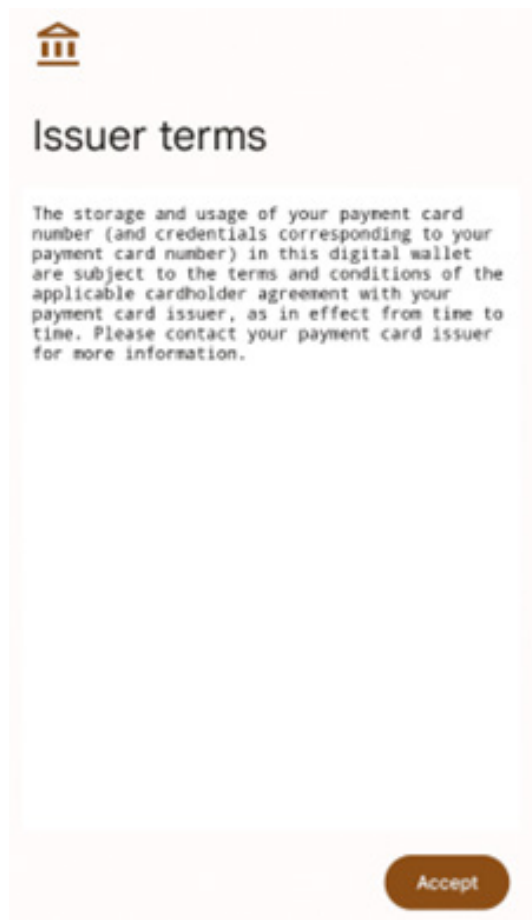 Issuer terms
The storage and usage of your payment card
number (and credentials corresponding to your
payment card number) in this digital wallet
are subject to the terms and conditions of the
applicable cardholder agreement with your
payment card issuer, as in effect from time to
time. Please contact your payment card issuer
for more information.
Accept